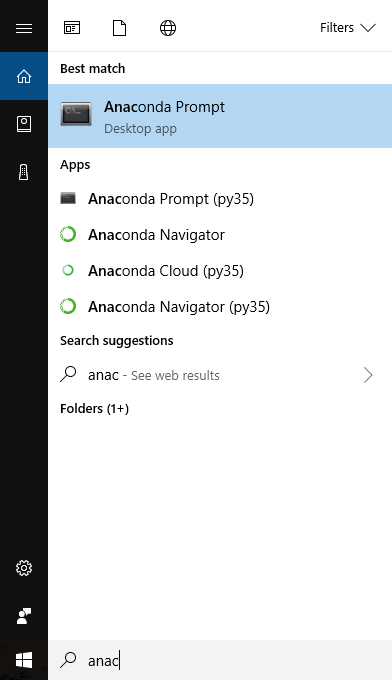 Filters
Best match
Anaconda Prompt
Desktop app
Apps
Anaconda Prompt (py35)
Anaconda Navigator
Anaconda Cloud (py35)
Anaconda Navigator (py35)
Search suggestions
anac - See web results
Folders (1+)
anac